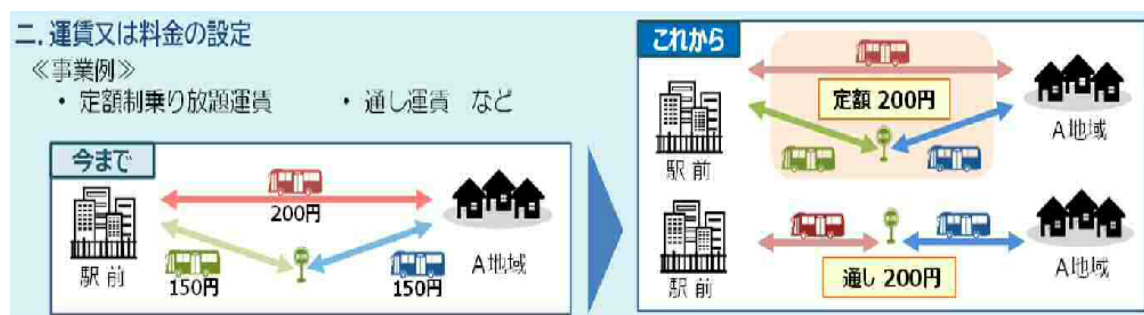 二. 運賃又は料金の設定
≪事業例≫
・ 定額制乗り放題運賃　・ 通し運賃 など
今まで
200円
駅 前
150円
150円
A地域
これから
定額 200円
駅 前
A地域
通し 200円
駅 前
A地域